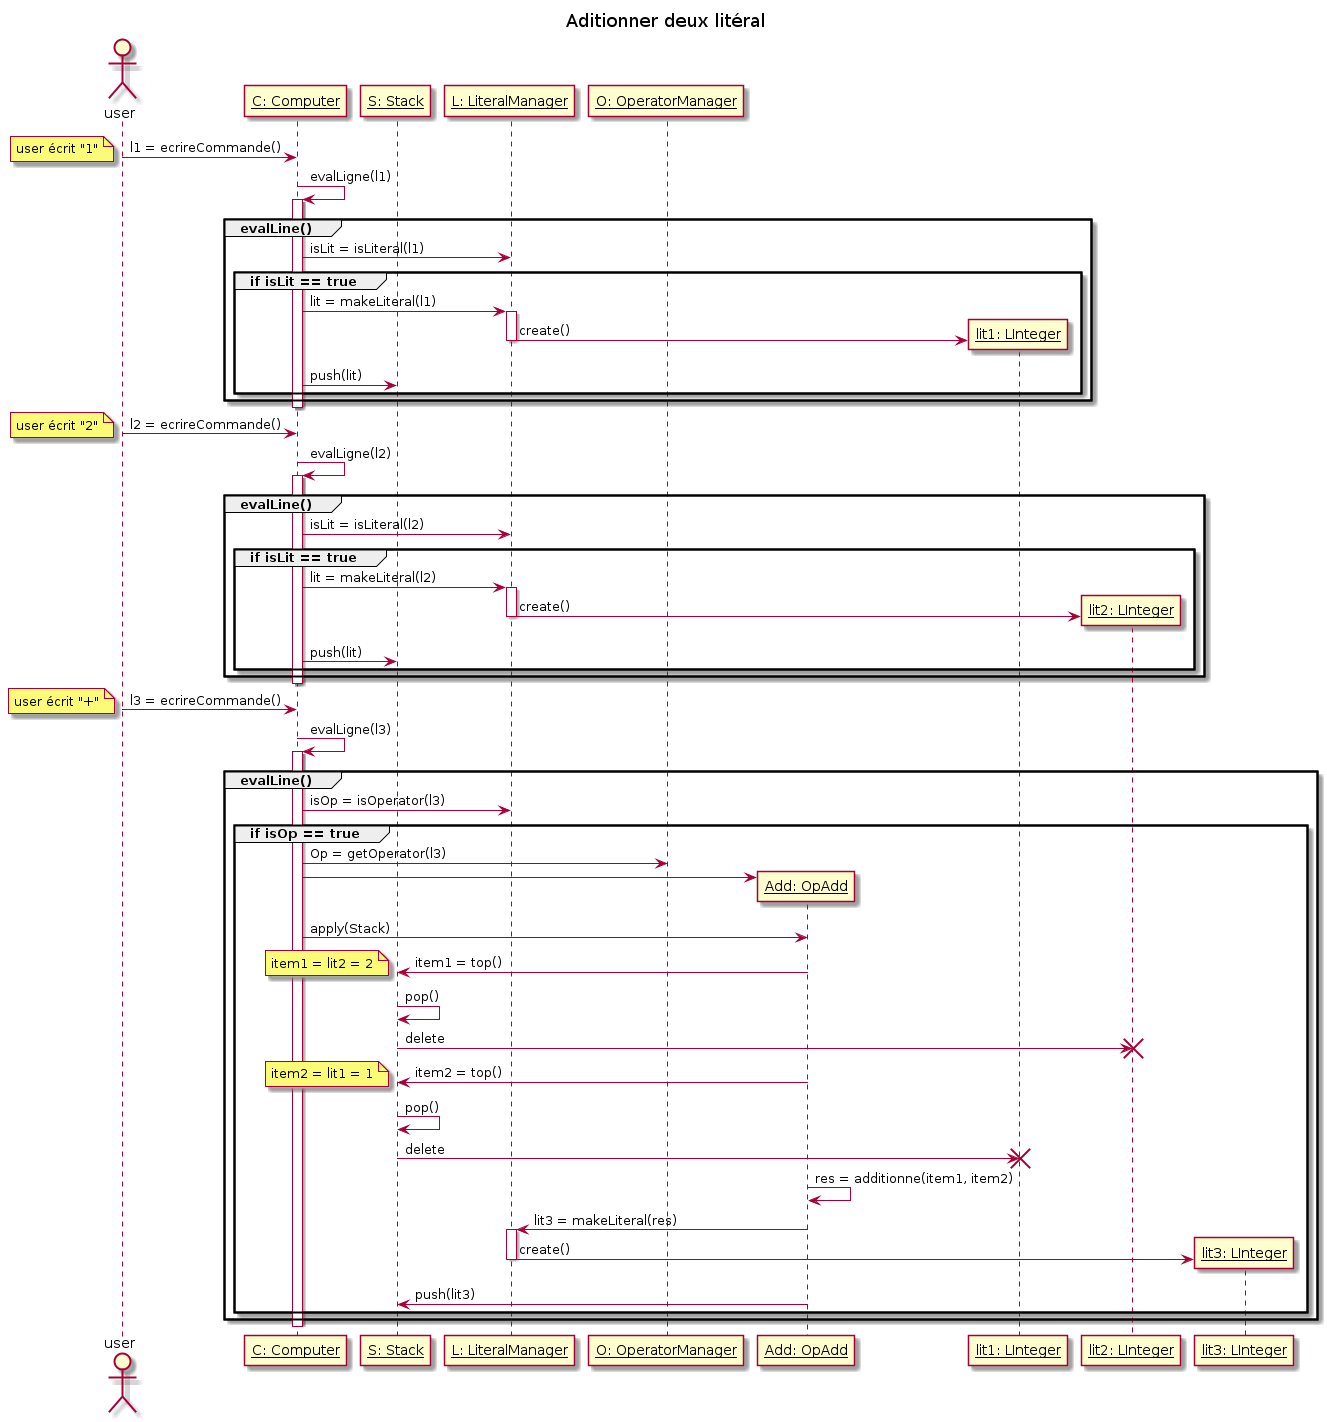 Aditionner deux litéral
user
C: Computer
S: Stack
L: LiteralManager
O: OperatorManager
user écrit "1"
l1 = ecrireCommande()
evalLigne(l1)
evalLine()
isLit = isLiteral(l1)
if isLit == true
lit = makeLiteral(l1)
create()
lit1: LInteger
push(lit)
user écrit "2"
l2 = ecrireCommande()
evalLigne(l2)
evalLine()
isLit = isLiteral(l2)
if isLit == true
lit = makeLiteral(l2)
create()
lit2: LInteger
push(lit)
user écrit "+"
l3 = ecrireCommande()
evalLigne(l3)
evalLine()
isOp = isOperator(l3)
if isOp == true
Op = getOperator(l3)
Add: OpAdd
apply(Stack)
item1 = lit2 = 2
item1 = top()
pop()
delete
item2 = lit1 = 1
item2 = top()
pop()
delete
res = additionne(item1, item2)
lit3 = makeLiteral(res)
create()
lit3: LInteger
push(lit3)
user
C: Computer
S: Stack
L: LiteralManager
O: OperatorManager
Add: OpAdd
lit1: LInteger
lit2: LInteger
lit3: LInteger